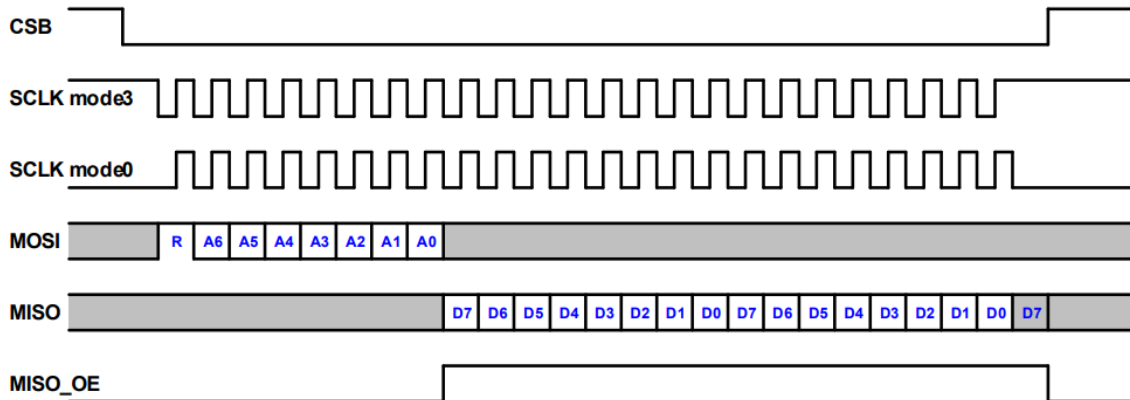 CSB
SCLK mode3
SCLK mode0
MOSI R A6 A5 A4 A3 A2 A1 A0
MISO D7 D6 D5 D4 D3 D2 D1 D0 D7 D6 D5 D4 D3 D2 D1 D0 D7
MISO_OE